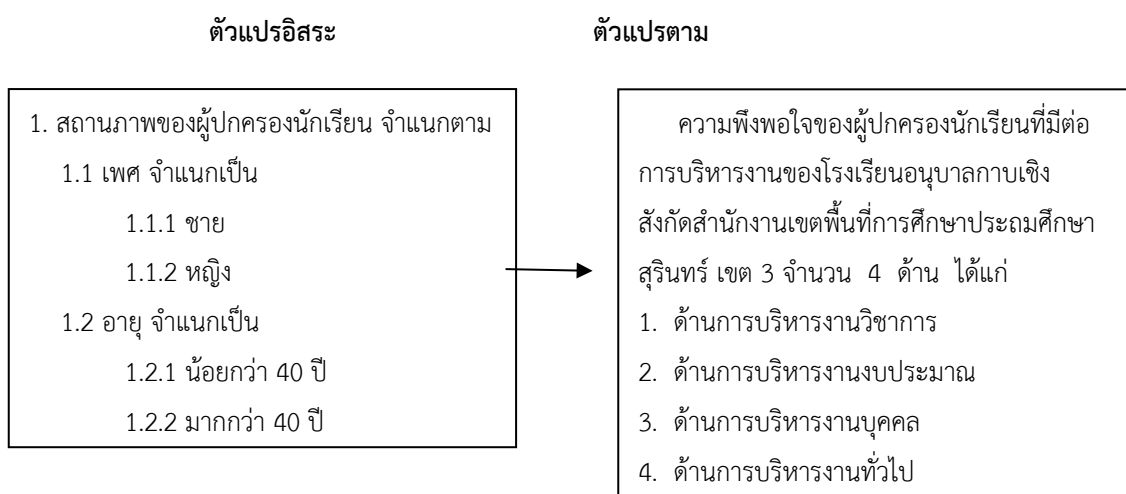 ตัวแปรอิสระ ตัวแปรตาม
1. สถานภาพของผู้ปกครองนักเรียน จำแนกตาม
1.1 เพศ จำแนกเป็น
1.1.1 ชาย
1.1.2 หญิง
1.2 อายุ จำแนกเป็น
1.2.1 น้อยกว่า 40 ปี
1.2.2 มากกว่า 40 ปี
ความพึงพอใจของผู้ปกครองนักเรียนที่มีต่อ
การบริหารงานของโรงเรียนอนุบาลกาบเชิง
สังกัดสำนักงานเขตพื้นที่การศึกษาประถมศึกษา
สุรินทร์ เขต 3 จำนวน 4 ด้าน ได้แก่
1. ด้านการบริหารงานวิชาการ
2. ด้านการบริหารงานงบประมาณ
3. ด้านการบริหารงานบุคคล
4. ด้านการบริหารงานทั่วไป